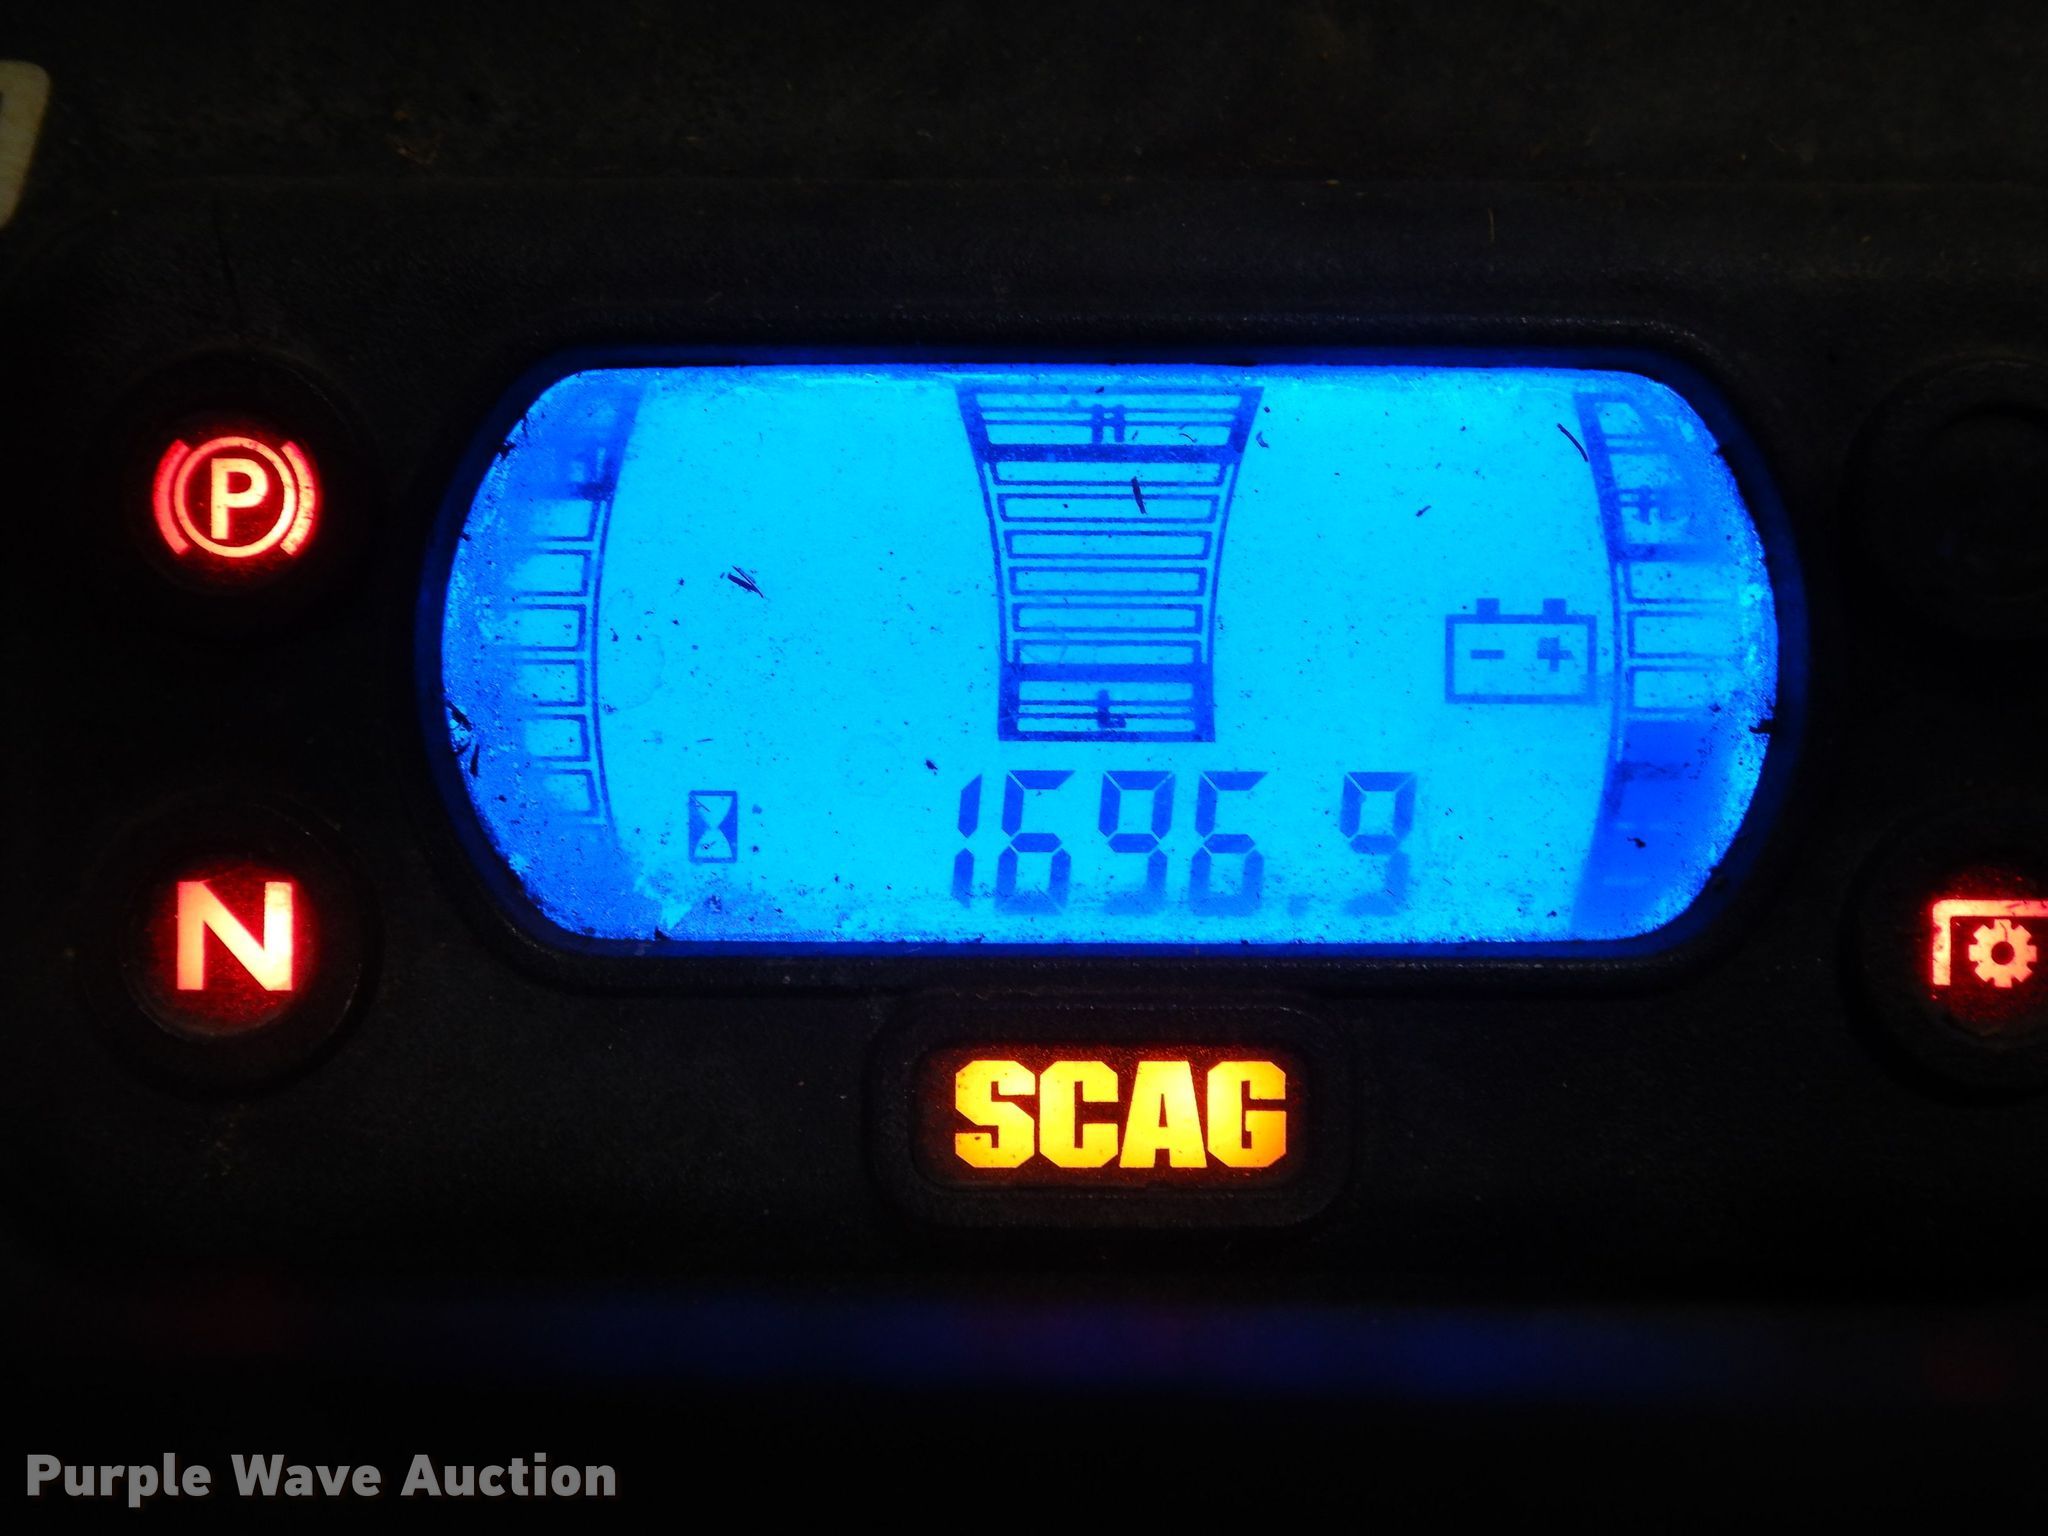 H
P
H
- +
L
1696.9
N
SCAG
Purple Wave Auction